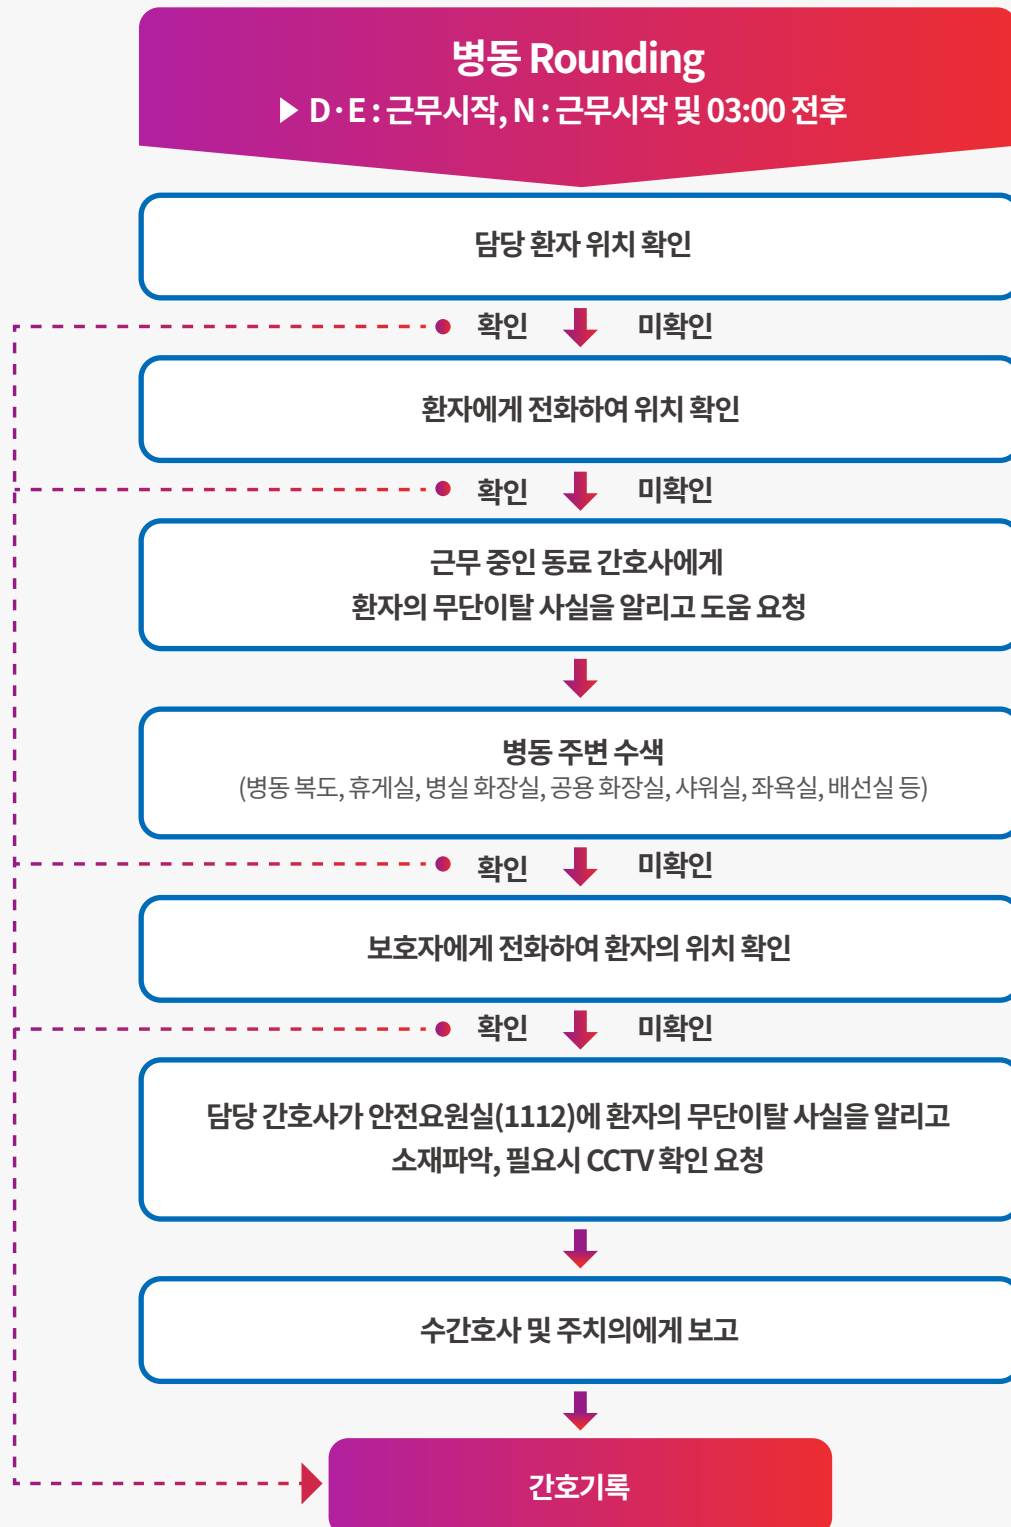 병동 Rounding
▶ D·E : 근무시작, N : 근무시작 및 03:00 전후
담당 환자 위치 확인
확인 미확인
환자에게 전화하여 위치 확인
확인 미확인
근무 중인 동료 간호사에게
환자의 무단이탈 사실을 알리고 도움 요청
병동 주변 수색
(병동 복도, 휴게실, 병실 화장실, 공용 화장실, 샤워실, 좌욕실, 배선실 등)
확인 미확인
보호자에게 전화하여 환자의 위치 확인
확인 미확인
담당 간호사가 안전요원실(1112)에 환자의 무단이탈 사실을 알리고
소재파악, 필요시 CCTV 확인 요청
수간호사 및 주치의에게 보고
간호기록